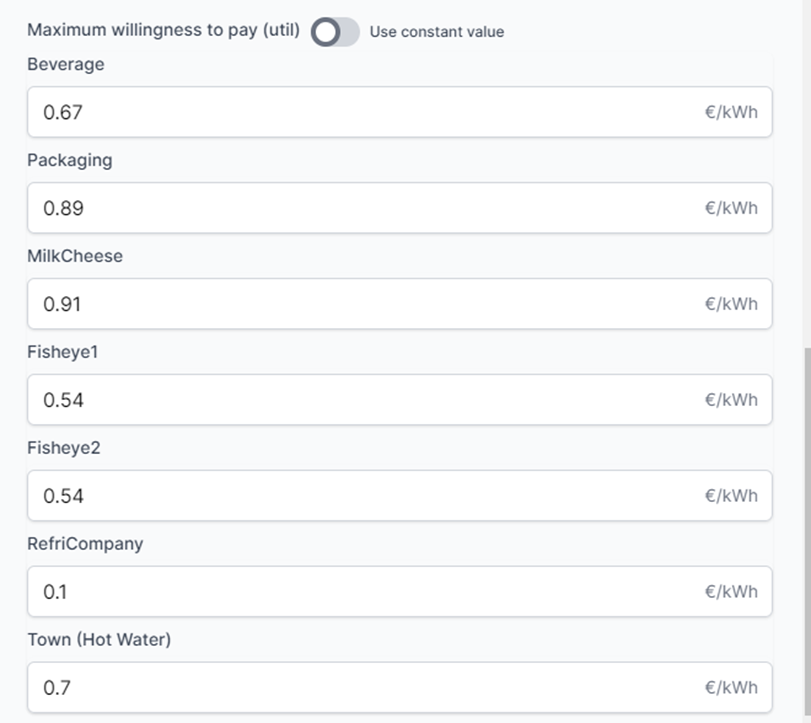 Maximum willingness to pay (util) Use constant value
Beverage
0.67 €/kWh
Packaging
0.89 €/kWh
MilkCheese
0.91 €/kWh
Fisheye1
0.54 €/kWh
Fisheye2
0.54 €/kWh
RefriCompany
0.1 €/kWh
Town (Hot Water)
0.7 €/kWh